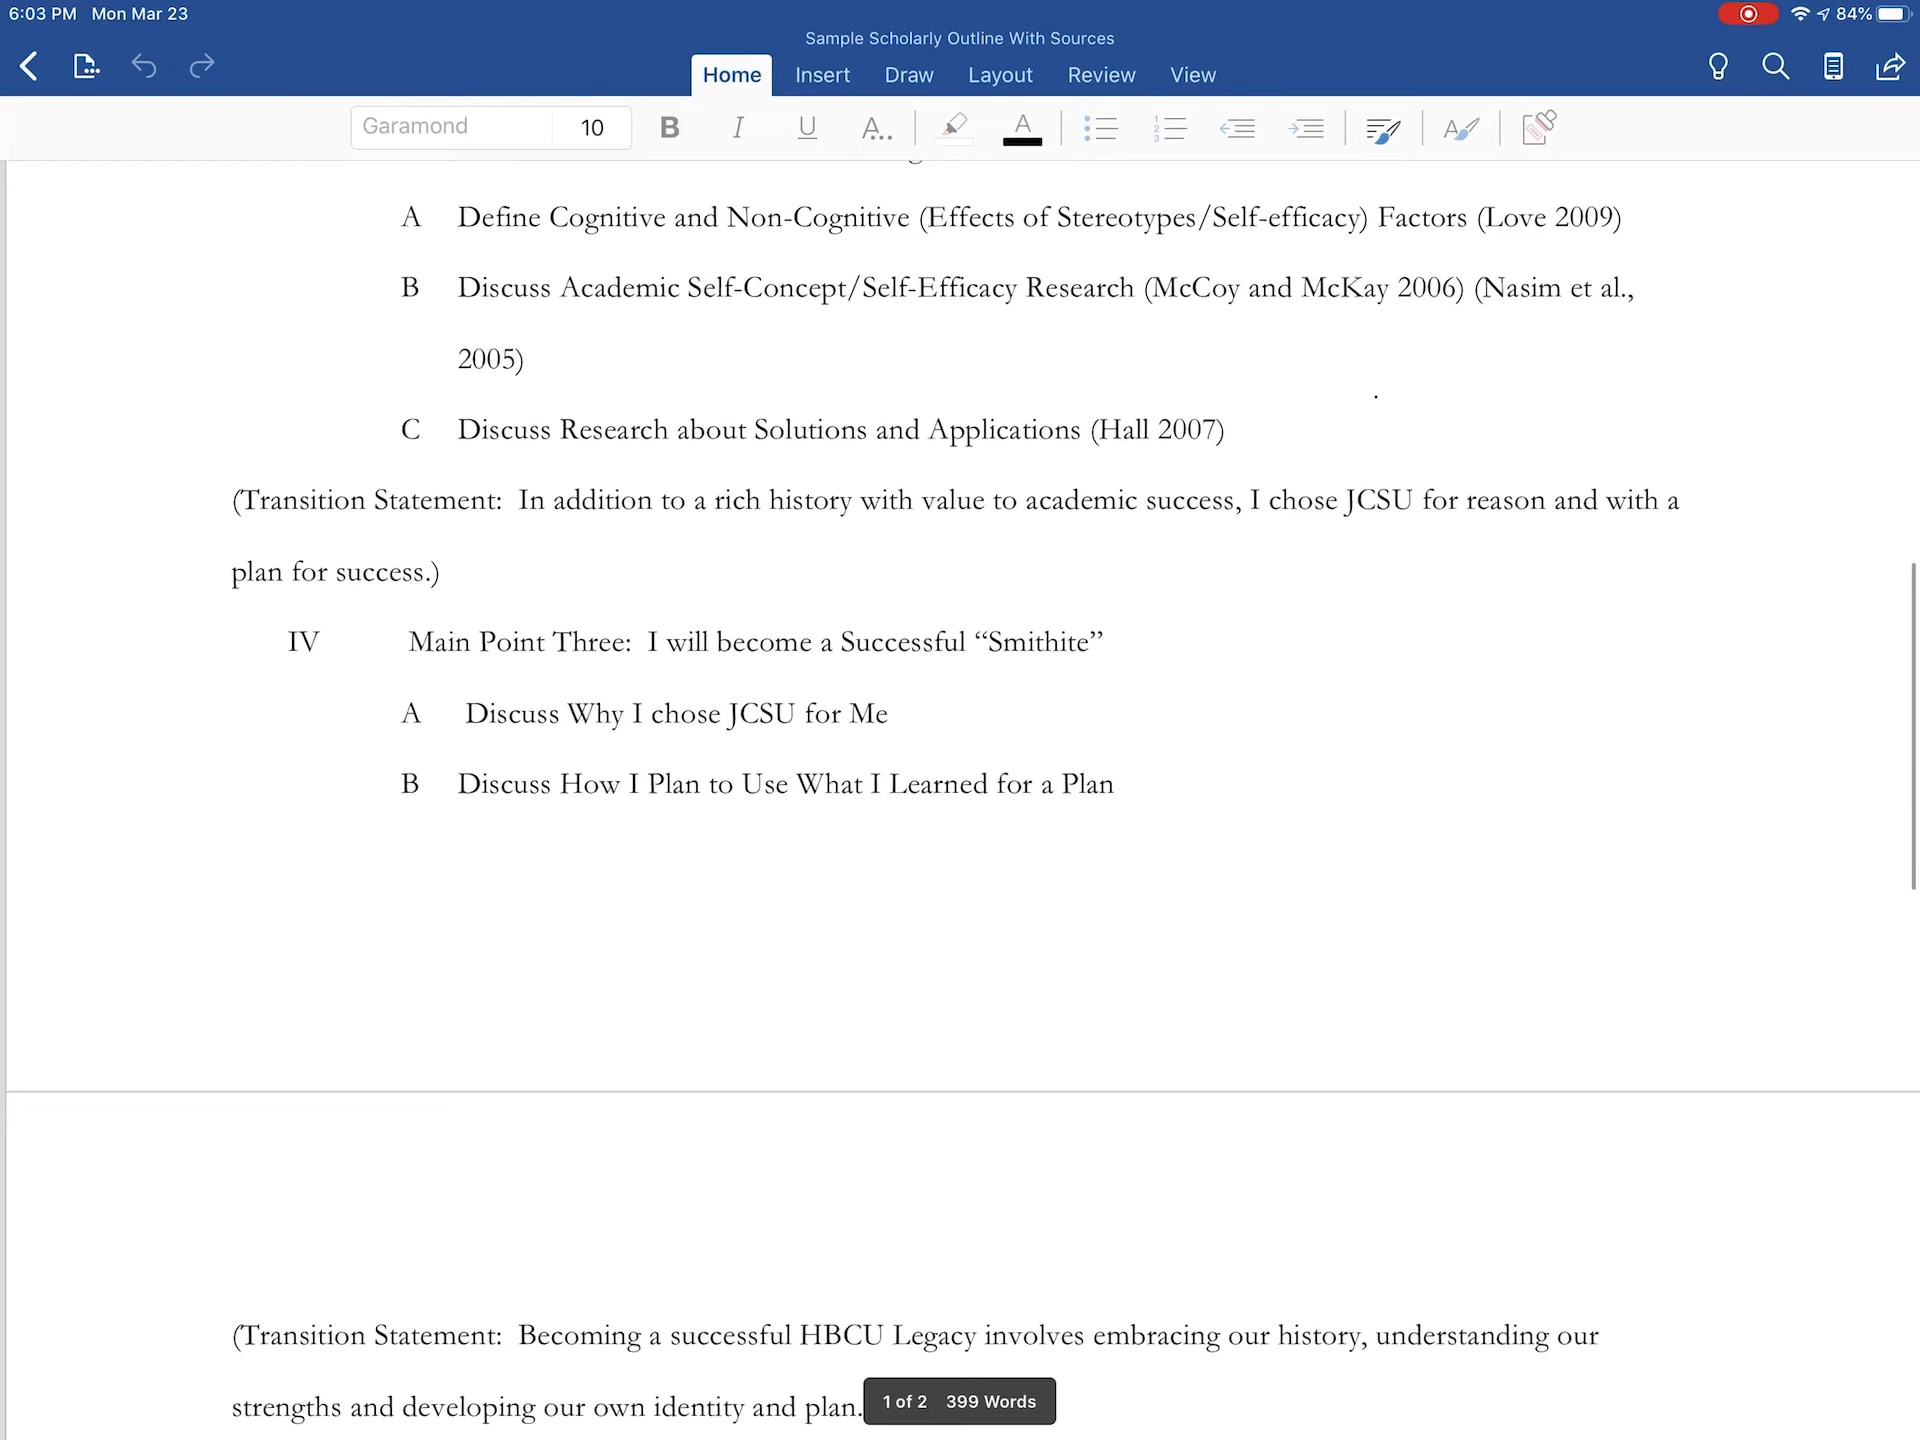 6:03 PM Mon Mar 23
84%
Sample Scholarly Outline With Sources
Home Insert Draw Layout Review View
Garamond 10 B I U A.. A 1 2 3 A
A Define Cognitive and Non-Cognitive (Effects of Stereotypes/Self-efficacy) Factors (Love 2009)
B Discuss Academic Self-Concept/Self-Efficacy Research (McCoy and McKay 2006) (Nasim et al.,
2005)
C Discuss Research about Solutions and Applications (Hall 2007)
(Transition Statement:  In addition to a rich history with value to academic success, I chose JCSU for reason and with a
plan for success.)
IV Main Point Three:  I will become a Successful “Smithite”
A Discuss Why I chose JCSU for Me
B Discuss How I Plan to Use What I Learned for a Plan
(Transition Statement:  Becoming a successful HBCU Legacy involves embracing our history, understanding our
strengths and developing our own identity and plan.
1 of 2 399 Words